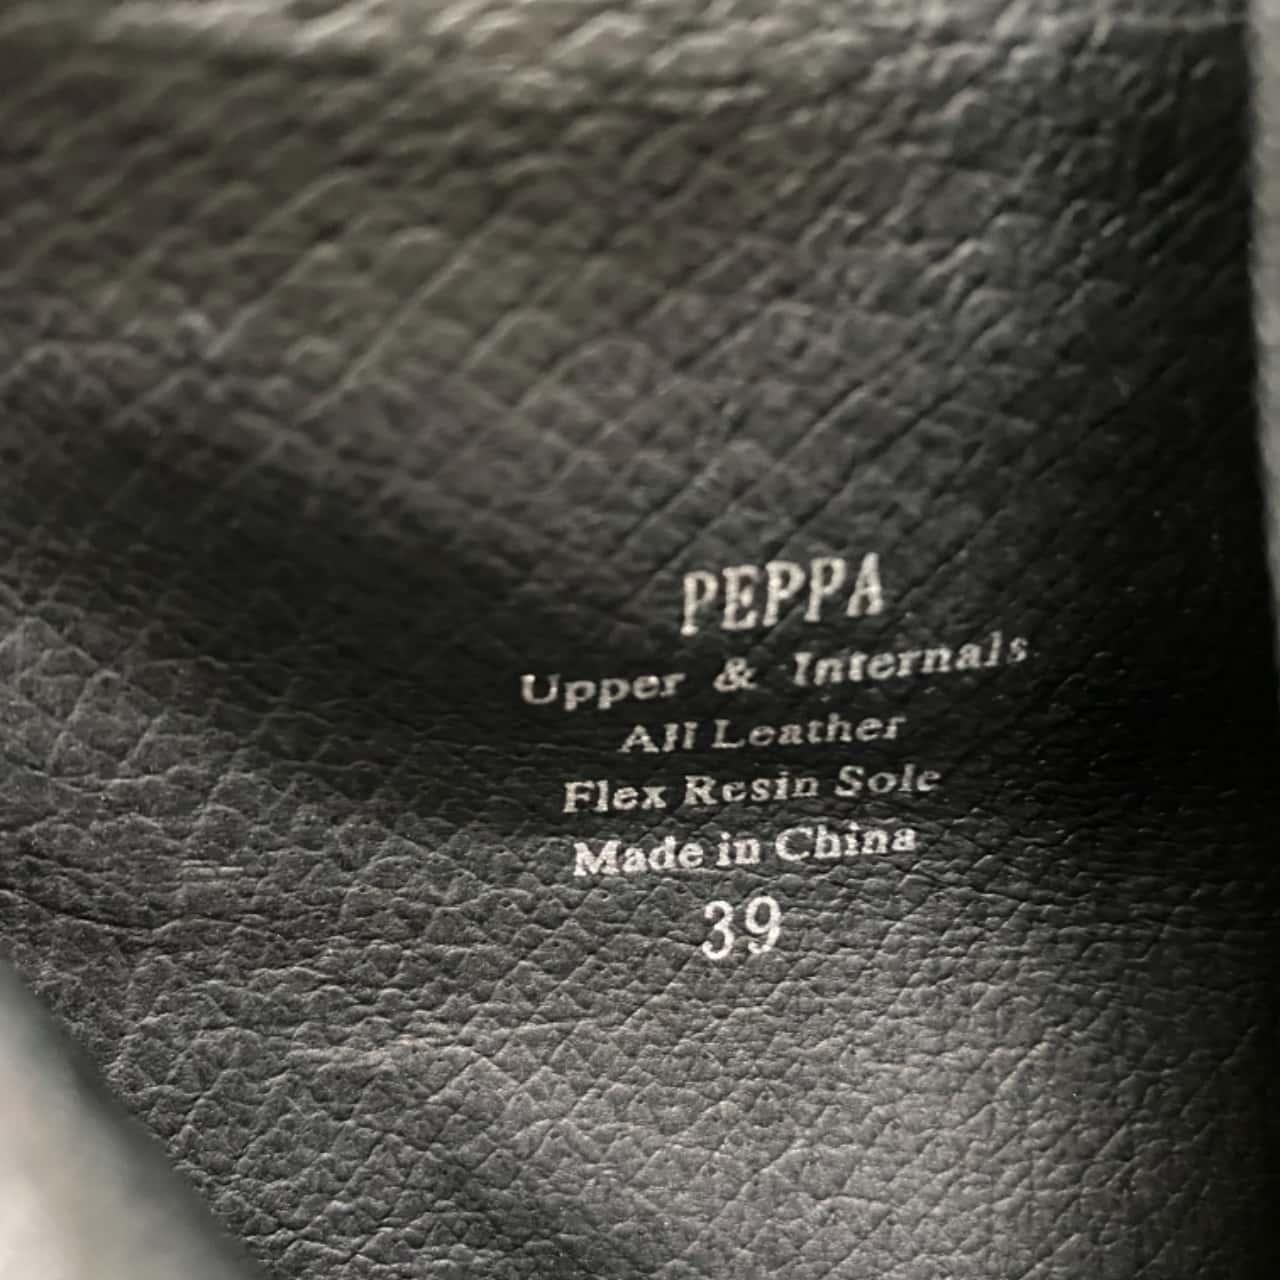 PEPPA
Upper & Internals
All Leather
Flex Resin Sole
Made in China
39